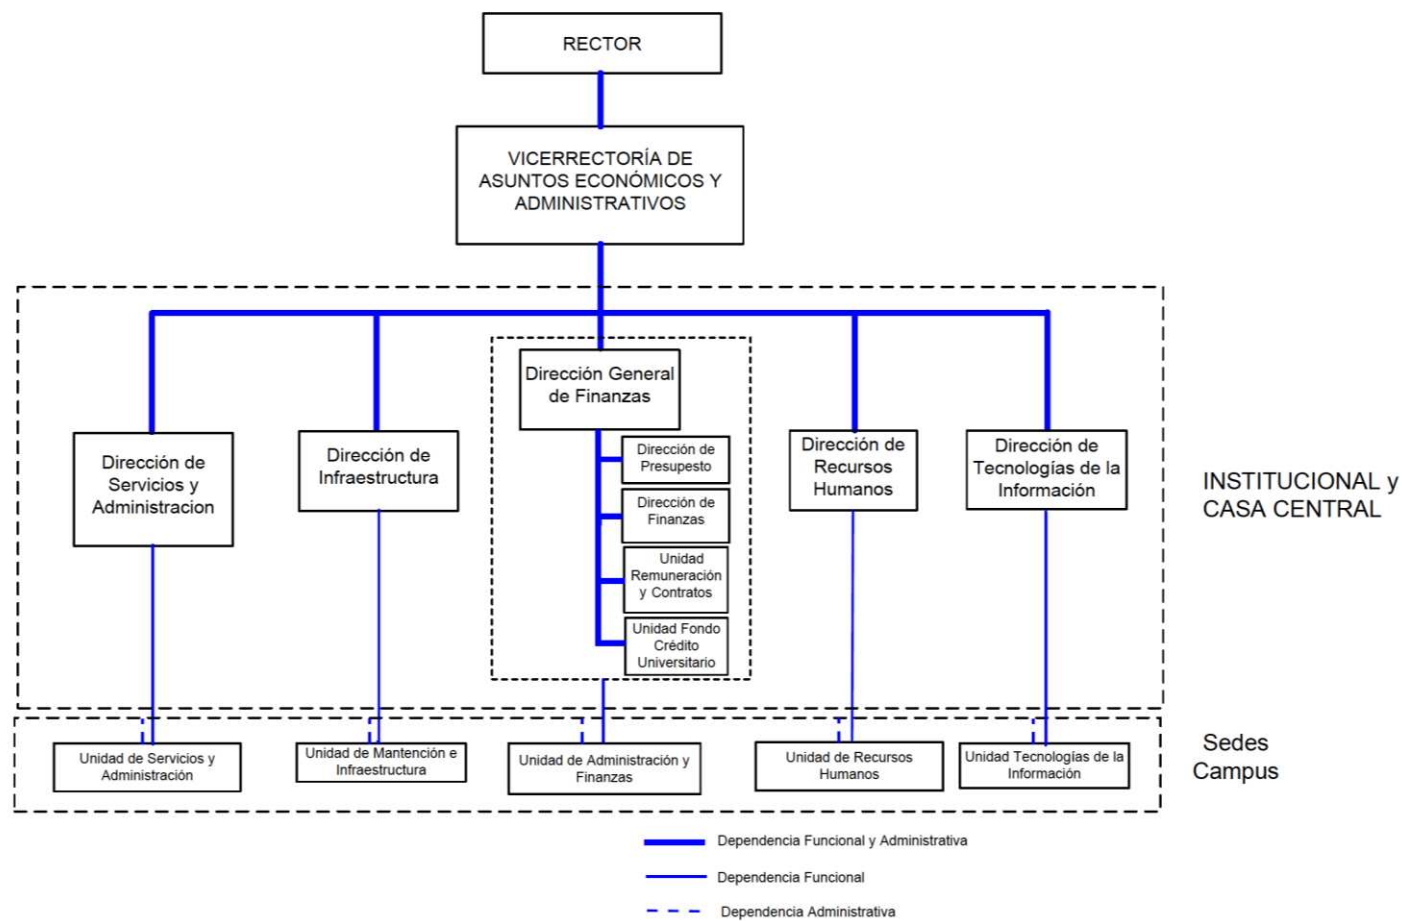 RECTOR
VICERRECTORÍA DE
ASUNTOS ECONÓMICOS Y
ADMINISTRATIVOS
Dirección General
de Finanzas
Dirección de
Servicios y
Administracion
Dirección de
Infraestructura
Dirección de
Presupesto
Dirección de
Finanzas
Unidad
Remuneración
y Contratos
Unidad Fondo
Crédito
Universitario
Dirección de
Recursos
Humanos
Dirección de
Tecnologías de la
Información
INSTITUCIONAL y
CASA CENTRAL
Unidad de Servicios y
Administración
Unidad de Mantención e
Infraestructura
Unidad de Administración y
Finanzas
Unidad de Recursos
Humanos
Unidad Tecnologías de la
Información
Sedes
Campus
Dependencia Funcional y Administrativa
Dependencia Funcional
Dependencia Administrativa